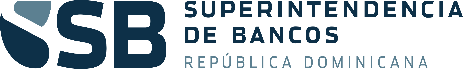 SB
SUPERINTENDENCIA
DE BANCOS
REPÚBLICA DOMINICANA